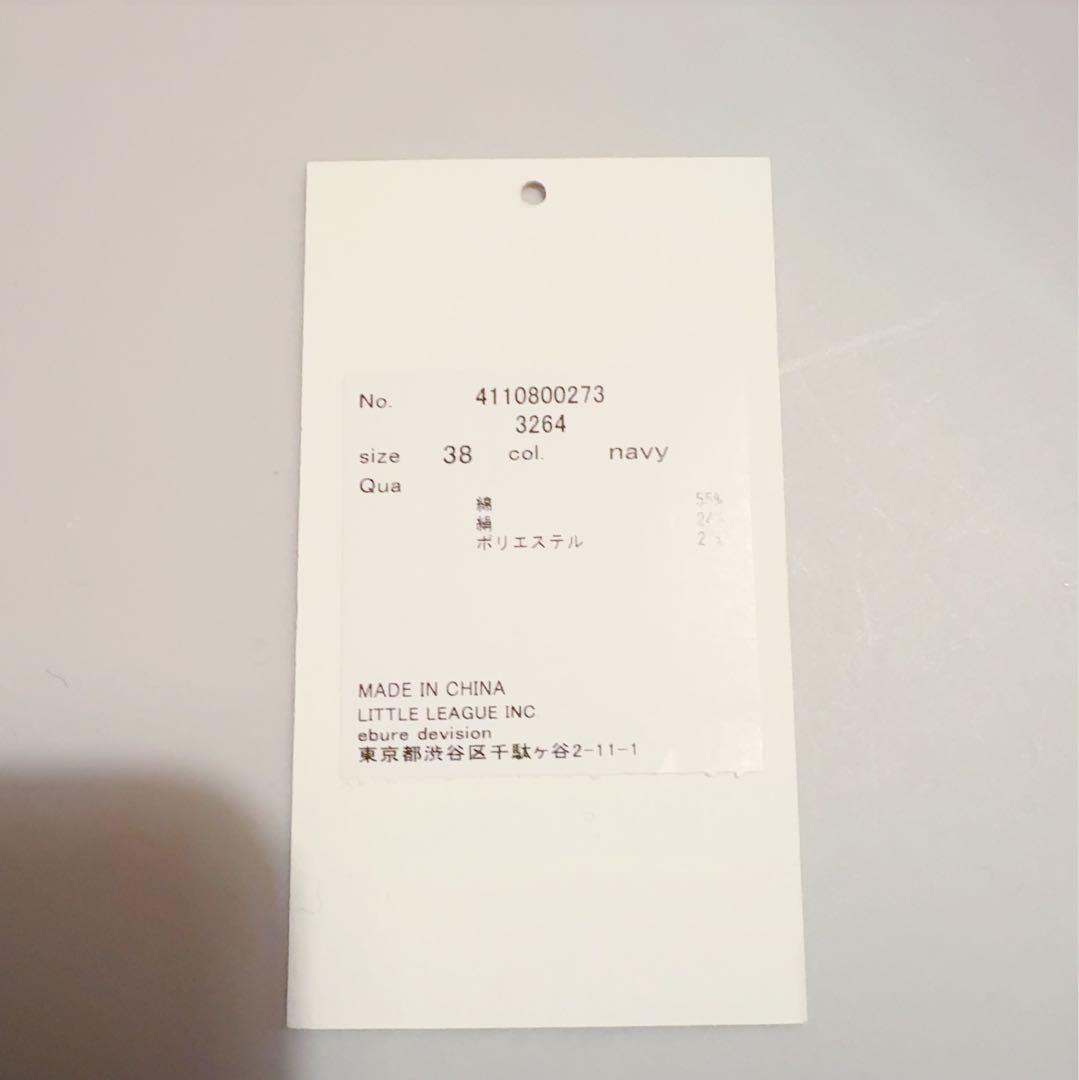 No. 4110800273
3264
size 38 col. navy
Qua
綿 55%
絹
ポリエステル
MADE IN CHINA
LITTLE LEAGUE INC
ebure devision
東京都渋谷区千駄ヶ谷2-11-1